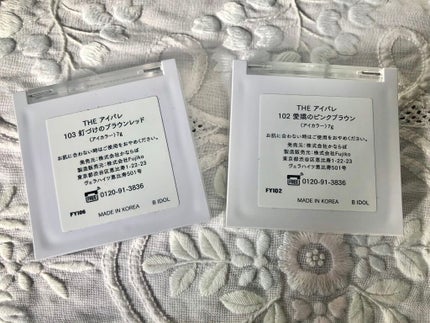 THE アイパレ
103 釘づけのブラウンレッド
〈アイカラー〉7g
お肌に合わない時はご使用をおやめください。
発売元：株式会社かならぼ
製造販売元：株式会社Fujiko
東京都渋谷区恵比寿1-22-23
ヴェラハイツ恵比寿501号
0120-91-3836
FY106
MADE IN KOREA
B IDOL
THE アイパレ
102 愛嬌のピンクブラウン
〈アイカラー〉7g
お肌に合わない時はご使用をおやめください。
発売元：株式会社かならぼ
製造販売元：株式会社Fujiko
東京都渋谷区恵比寿1-22-23
ヴェラハイツ恵比寿501号
0120-91-3836
FY102
MADE IN KOREA
B IDOL